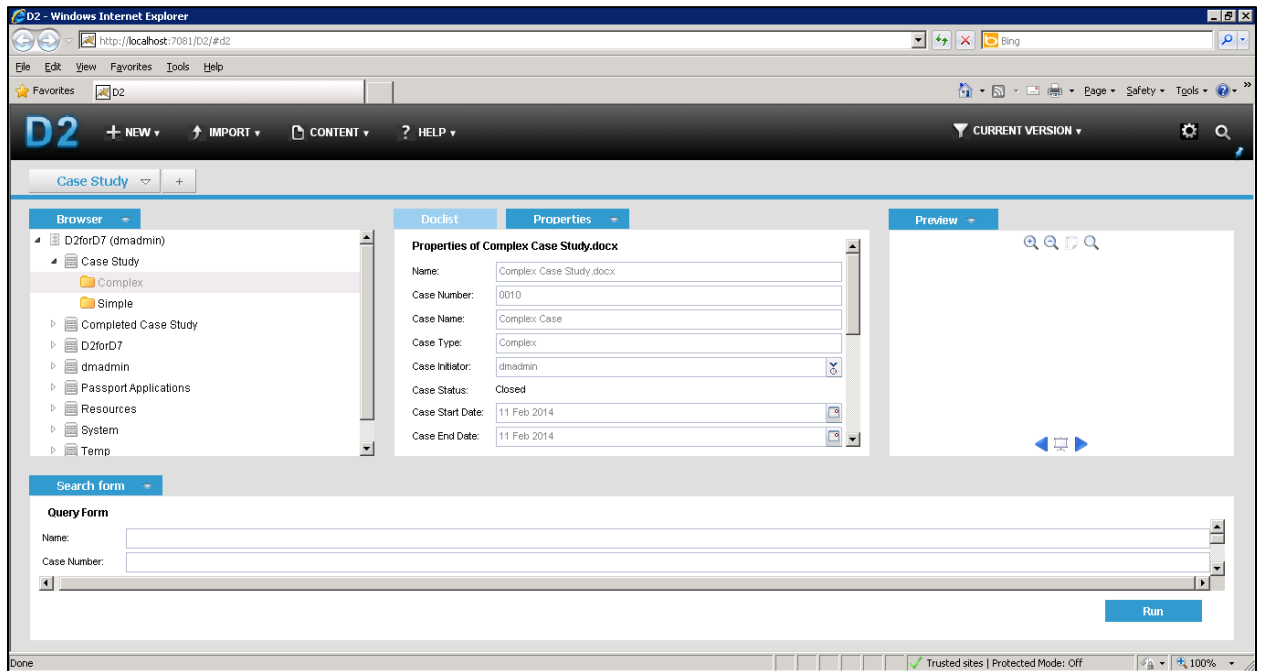 D2 - Windows Internet Explorer
http://localhost:7081/D2/#d2
Bing
File Edit View Favorites Tools Help
Favorites D2 Page Safety Tools
D2 NEW IMPORT CONTENT ? HELP CURRENT VERSION
Case Study +
Browser
D2forD7 (dmadmin)
Case Study
Complex
Simple
Completed Case Study
D2forD7
dmadmin
Passport Applications
Resources
System
Temp
Doclist Properties
Properties of Complex Case Study.docx
Name: Complex Case Study.docx
Case Number: 0010
Case Name: Complex Case
Case Type: Complex
Case Initiator: dmadmin
Case Status: Closed
Case Start Date: 11 Feb 2014
Case End Date: 11 Feb 2014
Preview
Search form
Query Form
Name:
Case Number:
Run
Done Trusted sites | Protected Mode: Off 100%